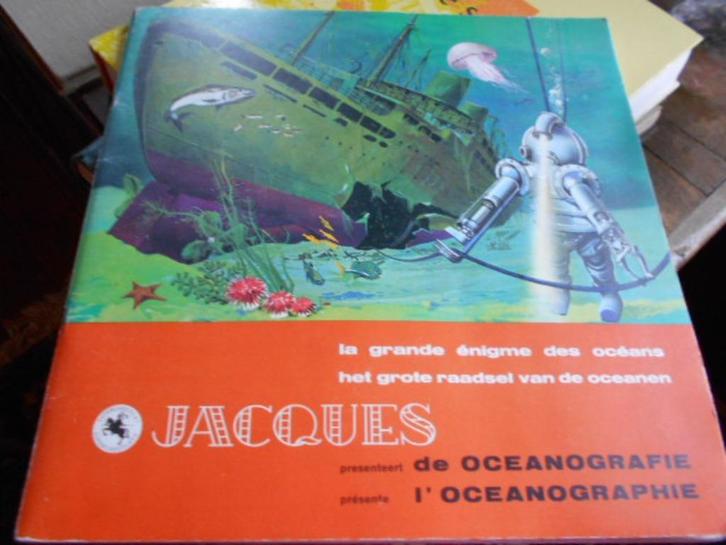 la grande énigme des océans
het grote raadsel van de oceanen
JACQUES
presenteert de OCEANOGRAFIE
présente l'OCEANOGRAPHIE